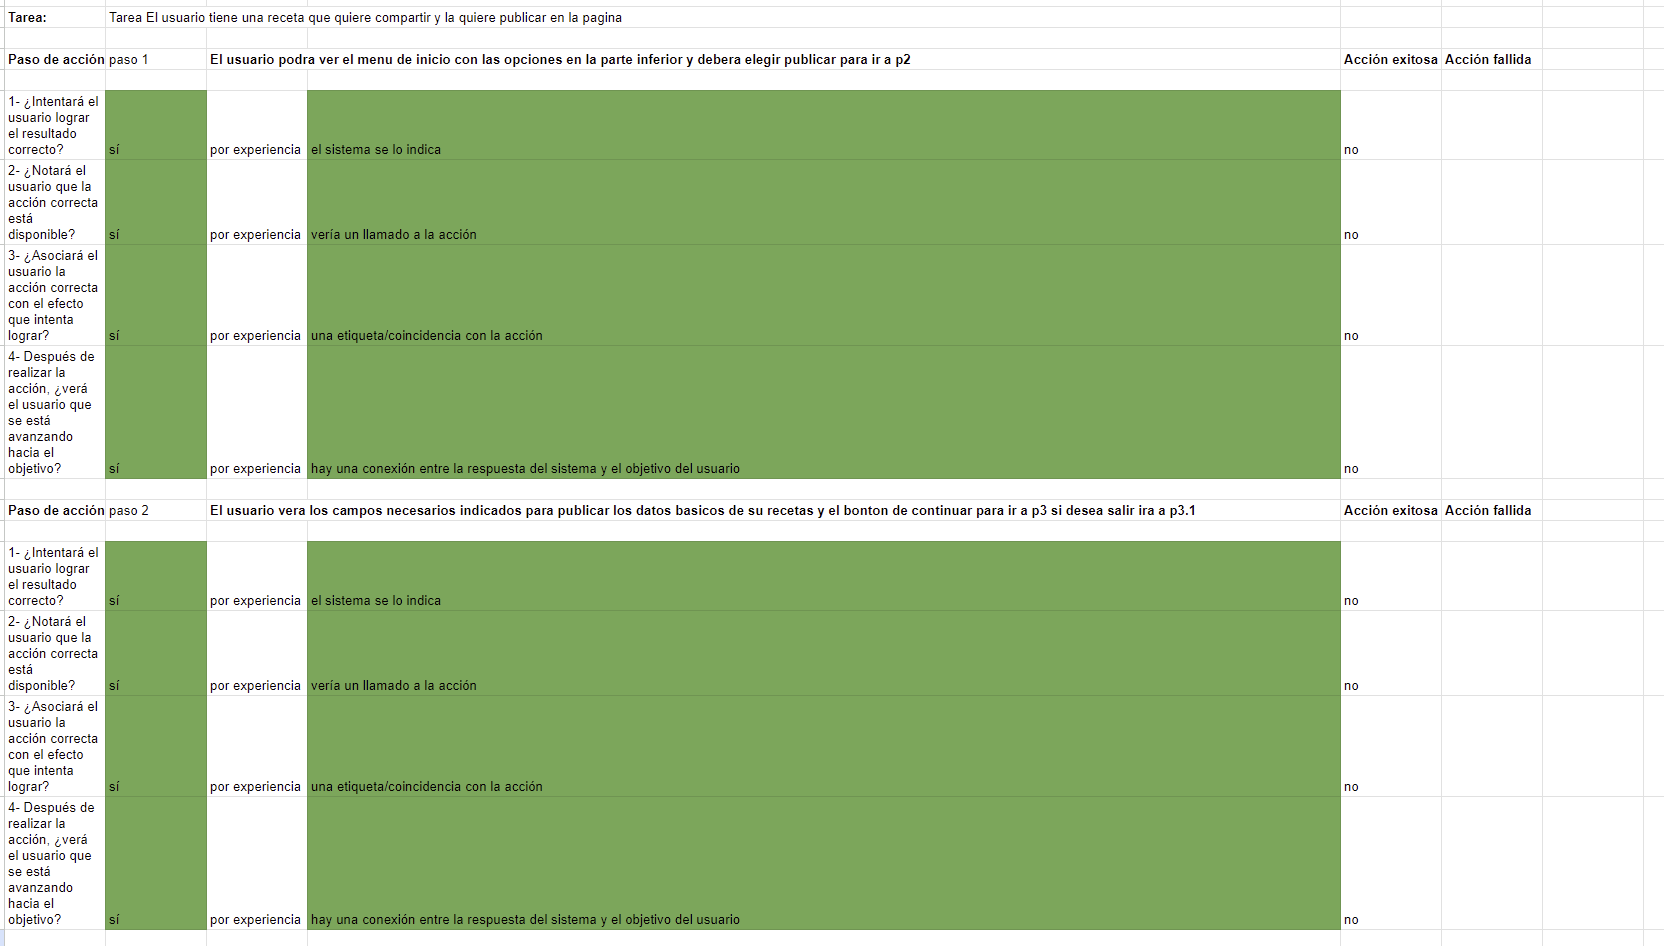 Tarea: Tarea El usuario tiene una receta que quiere compartir y la quiere publicar en la pagina
Paso de acción paso 1 El usuario podra ver el menu de inicio con las opciones en la parte inferior y debera elegir publicar para ir a p2 Acción exitosa Acción fallida
1- ¿Intentará el
usuario lograr
el resultado
correcto? sí por experiencia el sistema se lo indica no
2- ¿Notará el
usuario que la
acción correcta
está
disponible? sí por experiencia vería un llamado a la acción no
3- ¿Asociará el
usuario la
acción correcta
con el efecto
que intenta
lograr? sí por experiencia una etiqueta/coincidencia con la acción no
4- Después de
realizar la
acción, ¿verá
el usuario que
se está
avanzando
hacia el
objetivo? sí por experiencia hay una conexión entre la respuesta del sistema y el objetivo del usuario no
Paso de acción paso 2 El usuario vera los campos necesarios indicados para publicar los datos basicos de su recetas y el bonton de continuar para ir a p3 si desea salir ira a p3.1 Acción exitosa Acción fallida
1- ¿Intentará el
usuario lograr
el resultado
correcto? sí por experiencia el sistema se lo indica no
2- ¿Notará el
usuario que la
acción correcta
está
disponible? sí por experiencia vería un llamado a la acción no
3- ¿Asociará el
usuario la
acción correcta
con el efecto
que intenta
lograr? sí por experiencia una etiqueta/coincidencia con la acción no
4- Después de
realizar la
acción, ¿verá
el usuario que
se está
avanzando
hacia el
objetivo? sí por experiencia hay una conexión entre la respuesta del sistema y el objetivo del usuario no